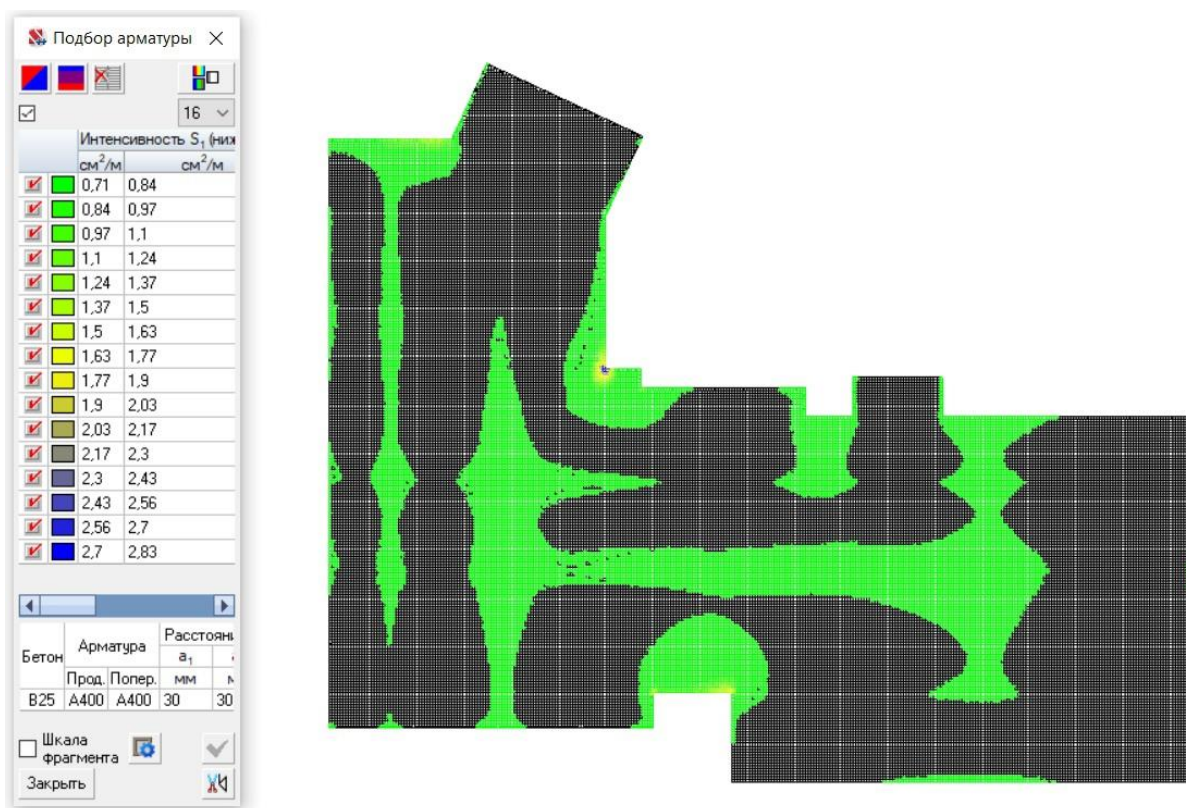 Подбор арматуры
16
Интенсивность S₁ (ниж
см²/м см²/м
0,71 0,84
0,84 0,97
0,97 1,1
1,1 1,24
1,24 1,37
1,37 1,5
1,5 1,63
1,63 1,77
1,77 1,9
1,9 2,03
2,03 2,17
2,17 2,3
2,3 2,43
2,43 2,56
2,56 2,7
2,7 2,83
Бетон Арматура Расстояни
a₁
Прод. Попер. мм
B25 A400 A400 30 30
Шкала
фрагмента
Закрыть